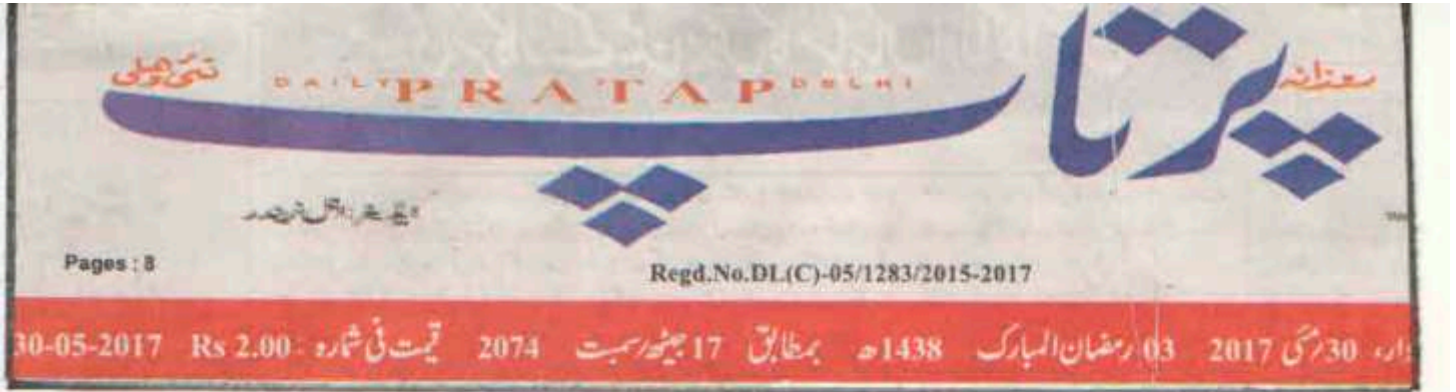 روزانہ پرتاپ نئی دہلی
DAILY PRATAP DELHI
Pages : 8
Regd.No.DL(C)-05/1283/2015-2017
30؍مئی 2017 03؍رمضان المبارک 1438ھ بمطابق 17 جیٹھ سمبت 2074 قیمت فی شمارہ : Rs 2.00 30-05-2017